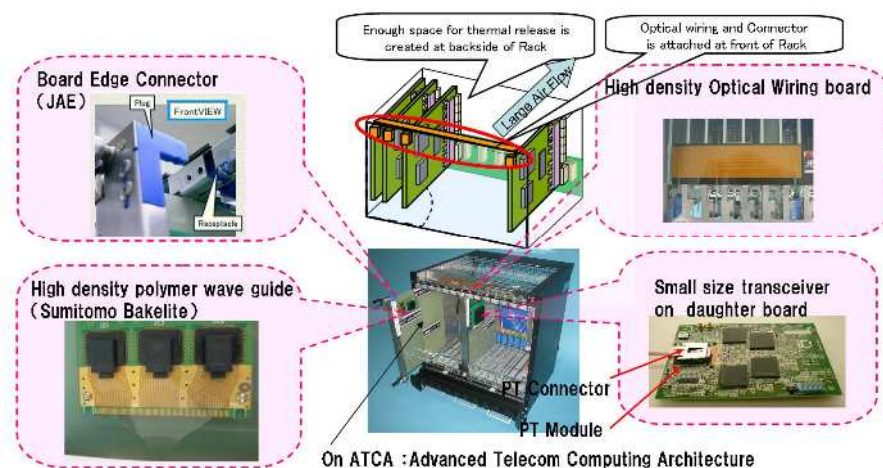 Enough space for thermal release is
created at backside of Rack
Optical wiring and Connector
is attached at front of Rack
Board Edge Connector
(JAE)
Plug
FrontVIEW
Receptacle
Large Air Flow
High density Optical Wiring board
High density polymer wave guide
(Sumitomo Bakelite)
Small size transceiver
on daughter board
PT Connector
PT Module
On ATCA :Advanced Telecom Computing Architecture